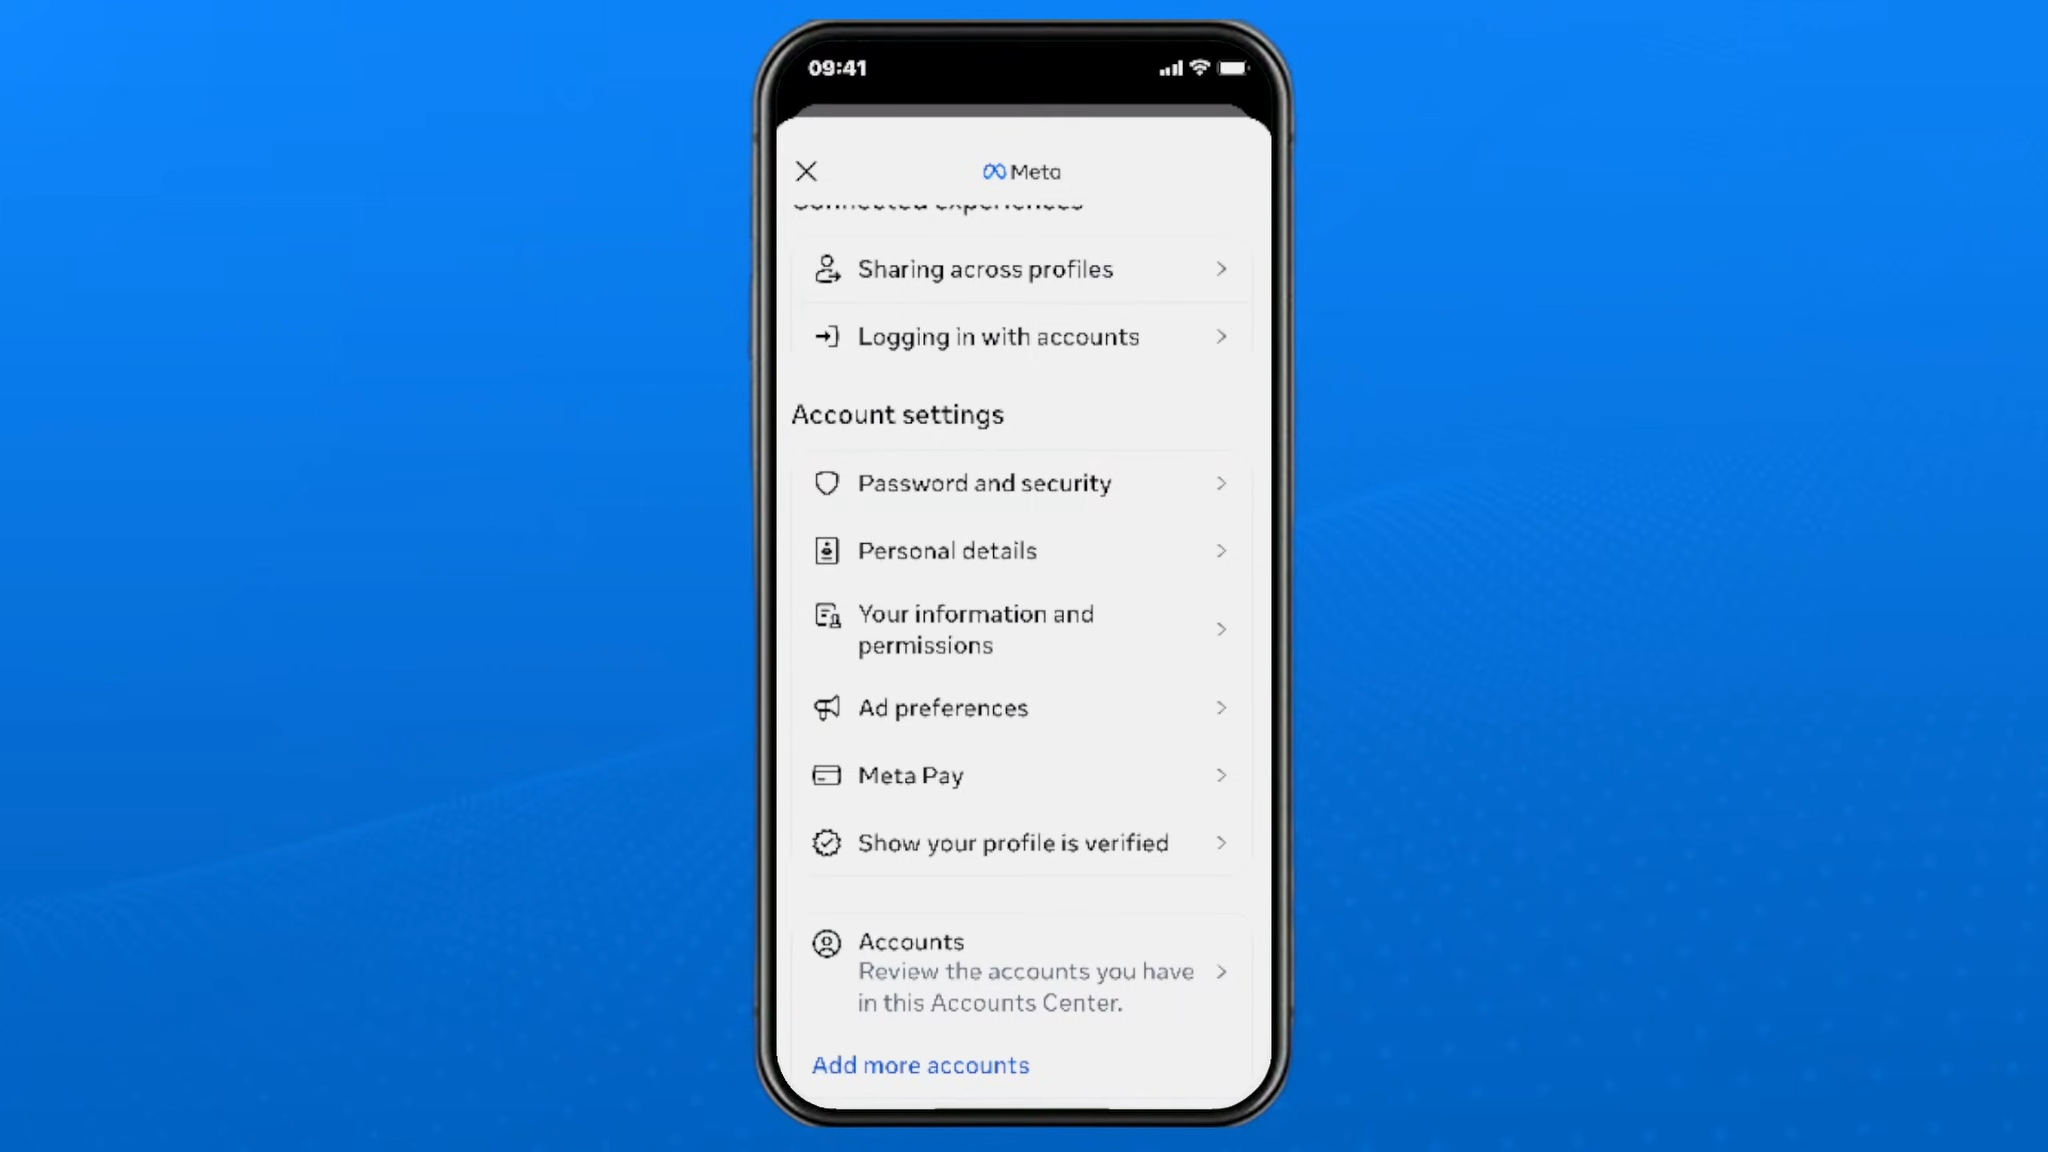 09:41
Meta
Connected experiences
Sharing across profiles
Logging in with accounts
Account settings
Password and security
Personal details
Your information and
permissions
Ad preferences
Meta Pay
Show your profile is verified
Accounts
Review the accounts you have
in this Accounts Center.
Add more accounts